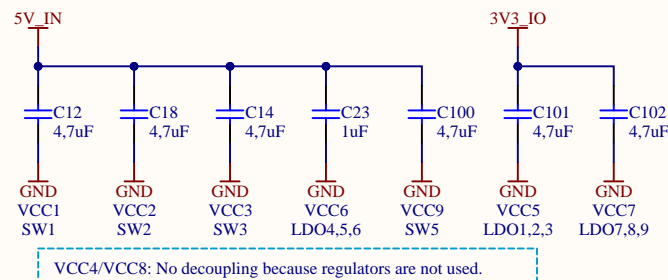 5V_IN 3V3_IO
C12 C18 C14 C23 C100 C101 C102
4,7uF 4,7uF 4,7uF 1uF 4,7uF 4,7uF 4,7uF
GND GND GND GND GND GND GND
VCC1 VCC2 VCC3 VCC6 VCC9 VCC5 VCC7
SW1 SW2 SW3 LDO4,5,6 SW5 LDO1,2,3 LDO7,8,9
VCC4/VCC8: No decoupling because regulators are not used.